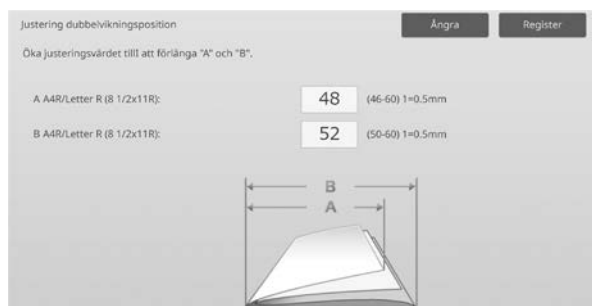 Justering dubbelvikningsposition
Ångra
Register
Öka justeringsvärdet tilll att förlänga "A" och "B".
A A4R/Letter R (8 1/2x11R):
48
(46-60) 1=0.5mm
B A4R/Letter R (8 1/2x11R):
52
(50-60) 1=0.5mm
B
A